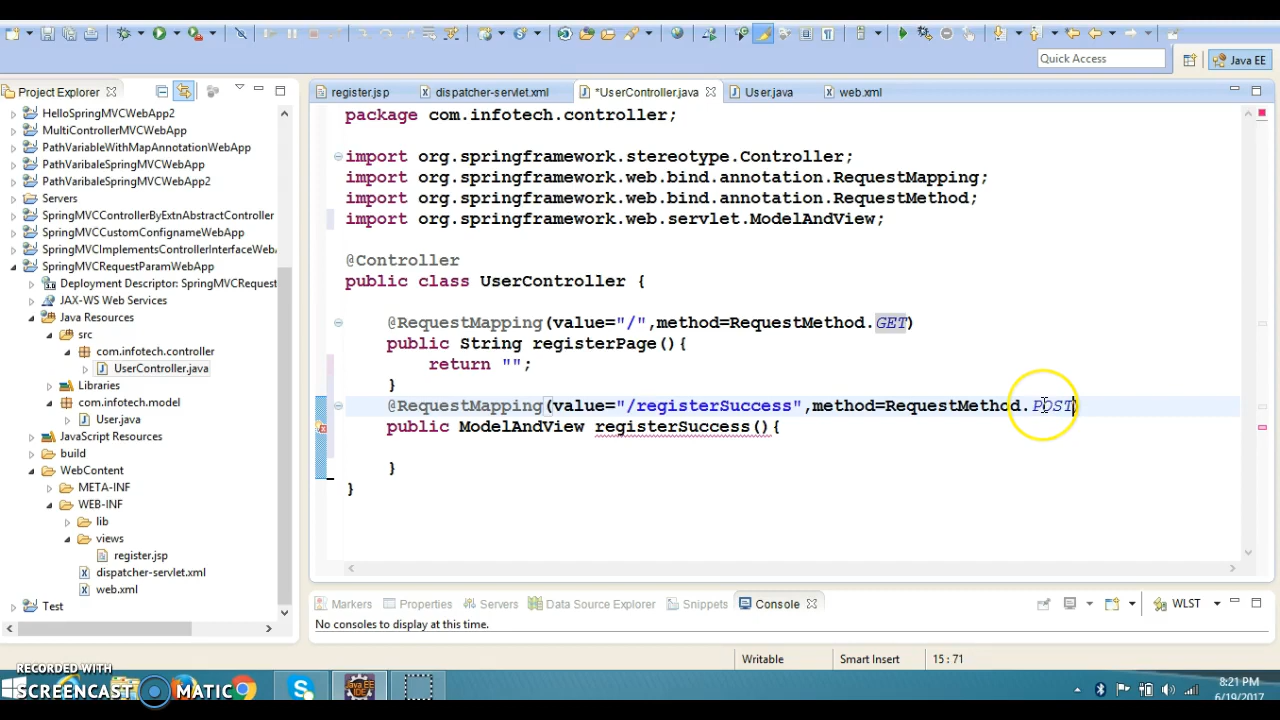 Quick Access
Java EE
Project Explorer
HelloSpringMVCWebApp2
MultiControllerMVCWebApp
PathVariableWithMapAnnotationWebApp
PathVaribaleSpringMVCWebApp
PathVaribaleSpringMVCWebApp2
Servers
SpringMVCControllerByExtnAbstractController
SpringMVCCustomConfignameWebApp
SpringMVCImplementsControllerInterfaceWebA
SpringMVCRequestParamWebApp
Deployment Descriptor: SpringMVCRequest
JAX-WS Web Services
Java Resources
src
com.infotech.controller
UserController.java
Libraries
com.infotech.model
User.java
JavaScript Resources
build
WebContent
META-INF
WEB-INF
lib
views
register.jsp
dispatcher-servlet.xml
web.xml
Test
register.jsp dispatcher-servlet.xml *UserController.java User.java web.xml
package com.infotech.controller;
import org.springframework.stereotype.Controller;
import org.springframework.web.bind.annotation.RequestMapping;
import org.springframework.web.bind.annotation.RequestMethod;
import org.springframework.web.servlet.ModelAndView;
@Controller
public class UserController {
@RequestMapping(value="/",method=RequestMethod.GET)
public String registerPage(){
return "";
}
@RequestMapping(value="/registerSuccess",method=RequestMethod.POST)
public ModelAndView registerSuccess(){
}
}
Markers Properties Servers Data Source Explorer Snippets Console WLST
No consoles to display at this time.
Writable Smart Insert 15 : 71
RECORDED WITH
SCREENCAST MATIC
Java EE
IDE
8:21 PM
6/19/2017